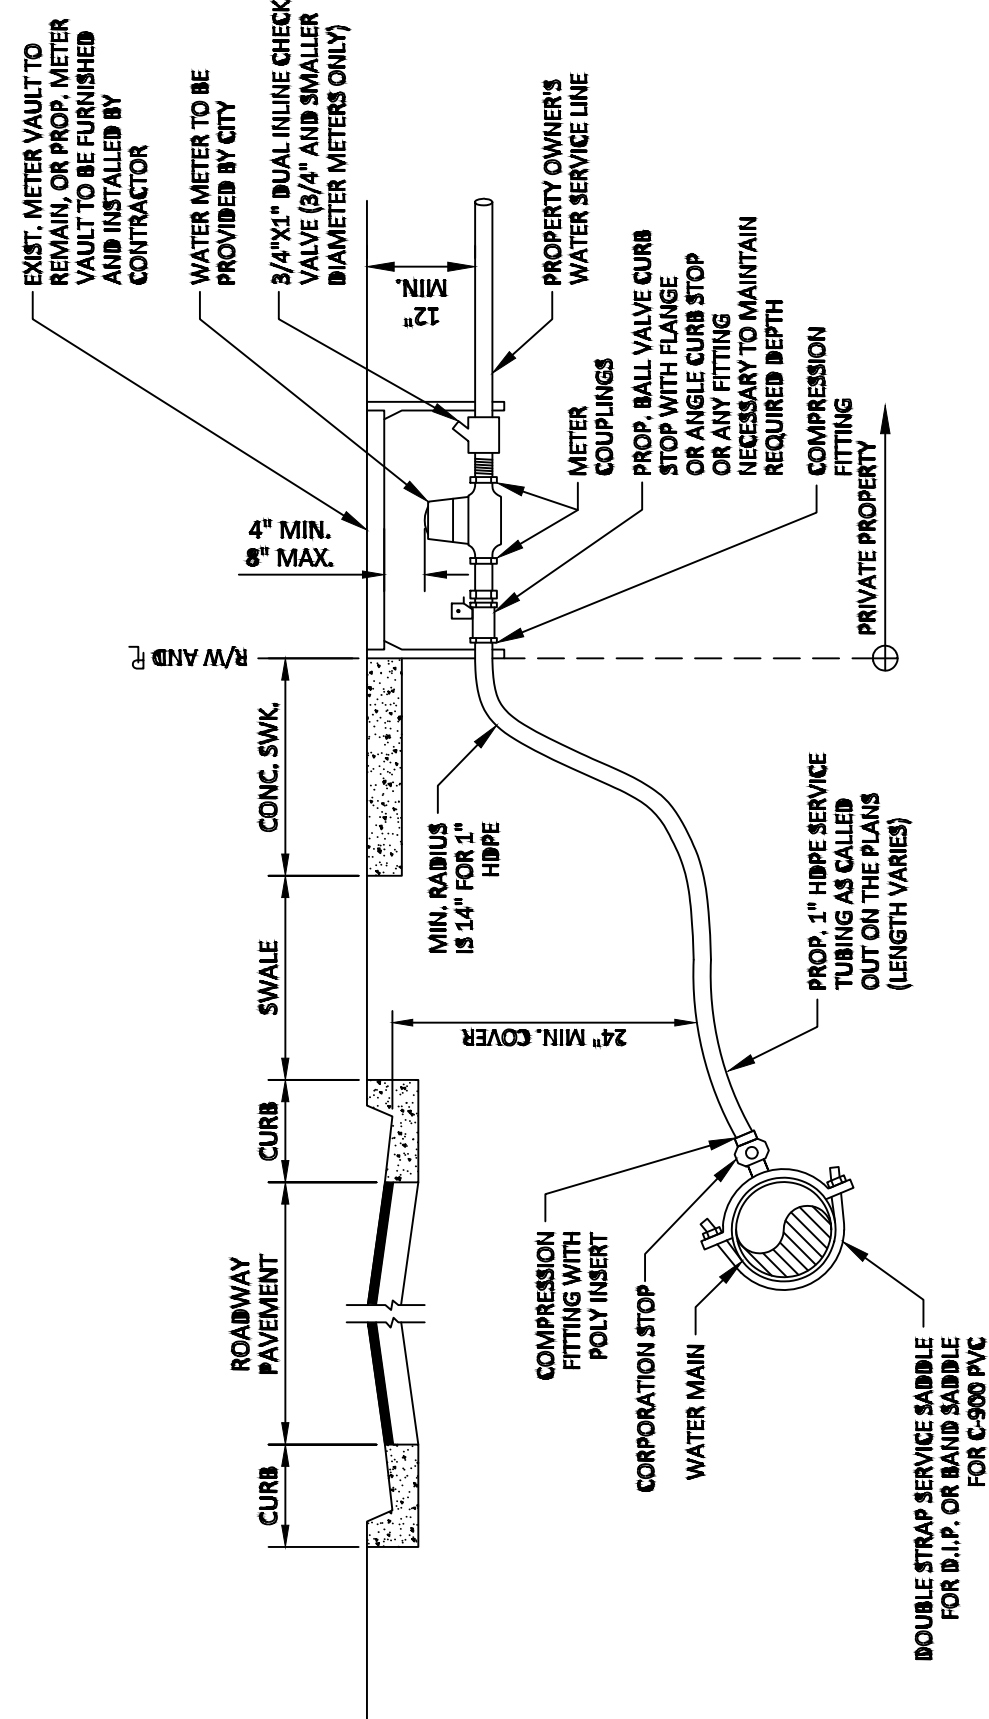 EXIST. METER VAULT TO
REMAIN, OR PROP. METER
VAULT TO BE FURNISHED
AND INSTALLED BY
CONTRACTOR
WATER METER TO BE
PROVIDED BY CITY
3/4"X1" DUAL INLINE CHECK
VALVE (3/4" AND SMALLER
DIAMETER METERS ONLY)
12"
MIN.
PROPERTY OWNER'S
WATER SERVICE LINE
4" MIN.
8" MAX.
METER
COUPLINGS
PROP. BALL VALVE CURB
STOP WITH FLANGE
OR ANGLE CURB STOP
OR ANY FITTING
NECESSARY TO MAINTAIN
REQUIRED DEPTH
COMPRESSION
FITTING
PRIVATE PROPERTY
R/W AND PL
CONC. SWK.
SWALE
CURB
ROADWAY
PAVEMENT
CURB
MIN. RADIUS
IS 14" FOR 1"
HDPE
24" MIN. COVER
PROP. 1" HDPE SERVICE
TUBING AS CALLED
OUT ON THE PLANS
(LENGTH VARIES)
COMPRESSION
FITTING WITH
POLY INSERT
CORPORATION STOP
WATER MAIN
DOUBLE STRAP SERVICE SADDLE
FOR D.I.P. OR BAND SADDLE
FOR C-900 PVC